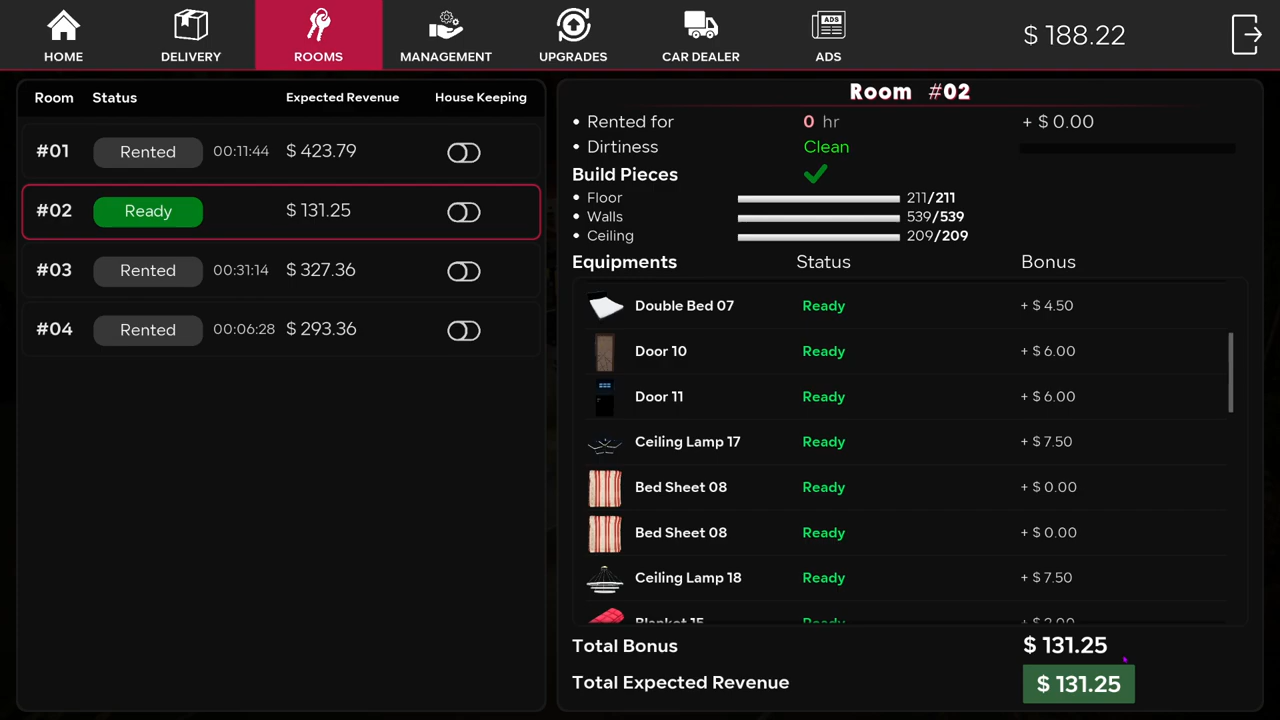 HOME DELIVERY ROOMS MANAGEMENT UPGRADES CAR DEALER ADS
ADS
$ 188.22
Room Status Expected Revenue House Keeping
#01 Rented 00:11:44 $ 423.79
#02 Ready $ 131.25
#03 Rented 00:31:14 $ 327.36
#04 Rented 00:06:28 $ 293.36
Room #02
• Rented for 0 hr + $ 0.00
• Dirtiness Clean
Build Pieces
• Floor 211/211
• Walls 539/539
• Ceiling 209/209
Equipments Status Bonus
Double Bed 07 Ready + $ 4.50
Door 10 Ready + $ 6.00
Door 11 Ready + $ 6.00
Ceiling Lamp 17 Ready + $ 7.50
Bed Sheet 08 Ready + $ 0.00
Bed Sheet 08 Ready + $ 0.00
Ceiling Lamp 18 Ready + $ 7.50
Blanket 15 Ready + $ 3.00
Total Bonus $ 131.25
Total Expected Revenue $ 131.25